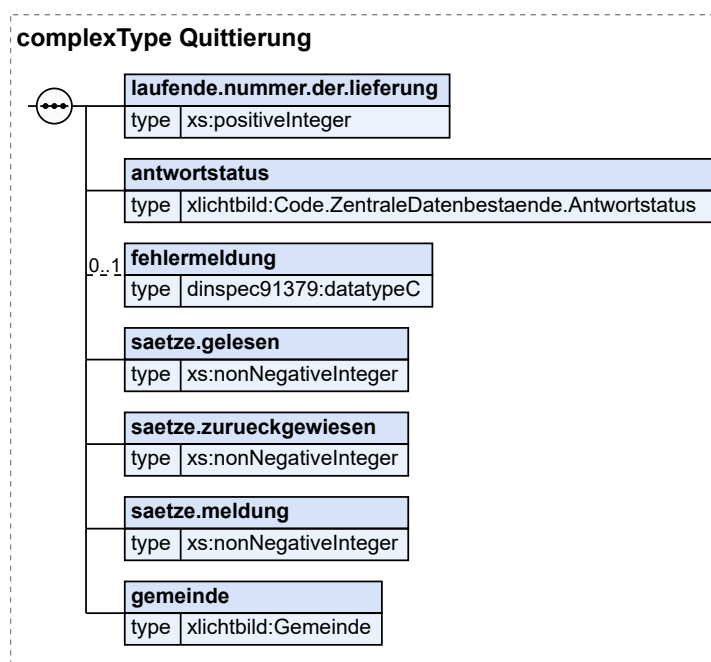 complexType Quittierung
laufende.nummer.der.lieferung
type xs:positiveInteger
antwortstatus
type xlichtbild:Code.ZentraleDatenbestaende.Antwortstatus
0..1
fehlermeldung
type dinspec91379:datatypeC
saetze.gelesen
type xs:nonNegativeInteger
saetze.zurueckgewiesen
type xs:nonNegativeInteger
saetze.meldung
type xs:nonNegativeInteger
gemeinde
type xlichtbild:Gemeinde